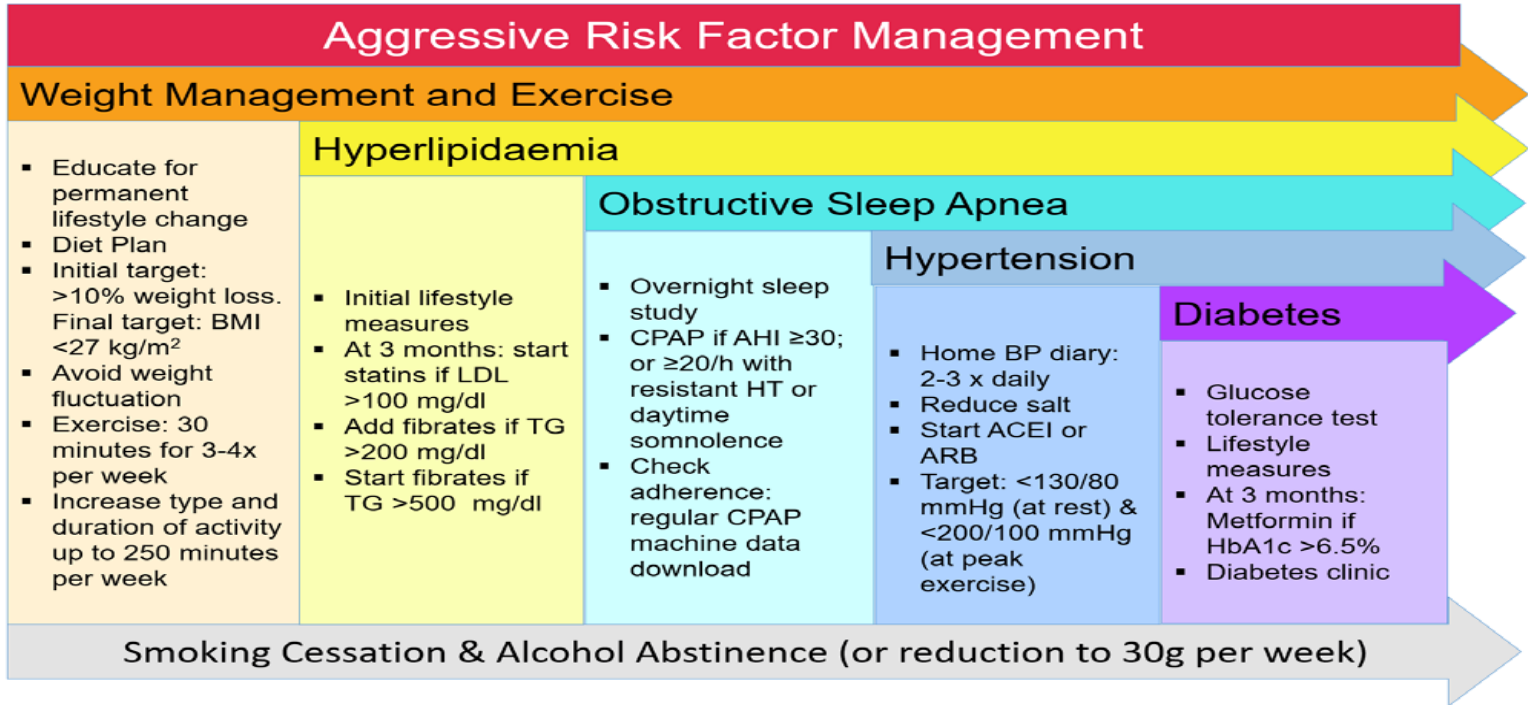 Aggressive Risk Factor Management
Weight Management and Exercise
▪ Educate for
permanent
lifestyle change
▪ Diet Plan
▪ Initial target:
>10% weight loss.
Final target: BMI
<27 kg/m²
▪ Avoid weight
fluctuation
▪ Exercise: 30
minutes for 3-4x
per week
▪ Increase type and
duration of activity
up to 250 minutes
per week
Hyperlipidaemia
▪ Initial lifestyle
measures
▪ At 3 months: start
statins if LDL
>100 mg/dl
▪ Add fibrates if TG
>200 mg/dl
▪ Start fibrates if
TG >500 mg/dl
Obstructive Sleep Apnea
▪ Overnight sleep
study
▪ CPAP if AHI ≥30;
or ≥20/h with
resistant HT or
daytime
somnolence
▪ Check
adherence:
regular CPAP
machine data
download
Hypertension
▪ Home BP diary:
2-3 x daily
▪ Reduce salt
▪ Start ACEI or
ARB
▪ Target: <130/80
mmHg (at rest) &
<200/100 mmHg
(at peak
exercise)
Diabetes
▪ Glucose
tolerance test
▪ Lifestyle
measures
▪ At 3 months:
Metformin if
HbA1c >6.5%
▪ Diabetes clinic
Smoking Cessation & Alcohol Abstinence (or reduction to 30g per week)